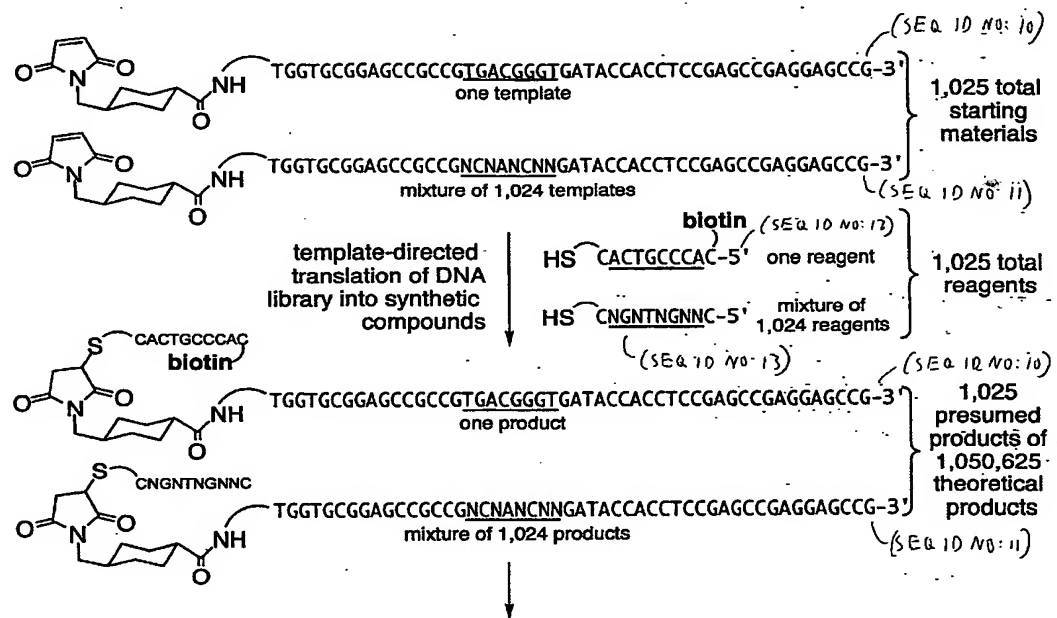 (SEQ ID NO: 10)
TGGTGCGGAGCCGCCGTGACGGGTGATACCACCTCCGAGCCGAGGAGCCG-3'
one template
1,025 total
starting
materials
O N O NH O
TGGTGCGGAGCCGCCGNCNANCNNGATACCACCTCCGAGCCGAGGAGCCG-3'
mixture of 1,024 templates
(SEQ ID NO: 11)
O N O NH O
template-directed
translation of DNA
library into synthetic
compounds
biotin
(SEQ ID NO: 12)
HS CACTGCCCAC-5' one reagent
HS CNGNTNGNNC-5' mixture of
1,024 reagents
(SEQ ID NO: 13)
1,025 total
reagents
S CACTGCCCAC
biotin
(SEQ ID NO: 10)
O N O NH O
TGGTGCGGAGCCGCCGTGACGGGTGATACCACCTCCGAGCCGAGGAGCCG-3'
one product
1,025
presumed
products of
1,050,625
theoretical
products
S CNGNTNGNNC
O N O NH O
TGGTGCGGAGCCGCCGNCNANCNNGATACCACCTCCGAGCCGAGGAGCCG-3'
mixture of 1,024 products
(SEQ ID NO: 11)